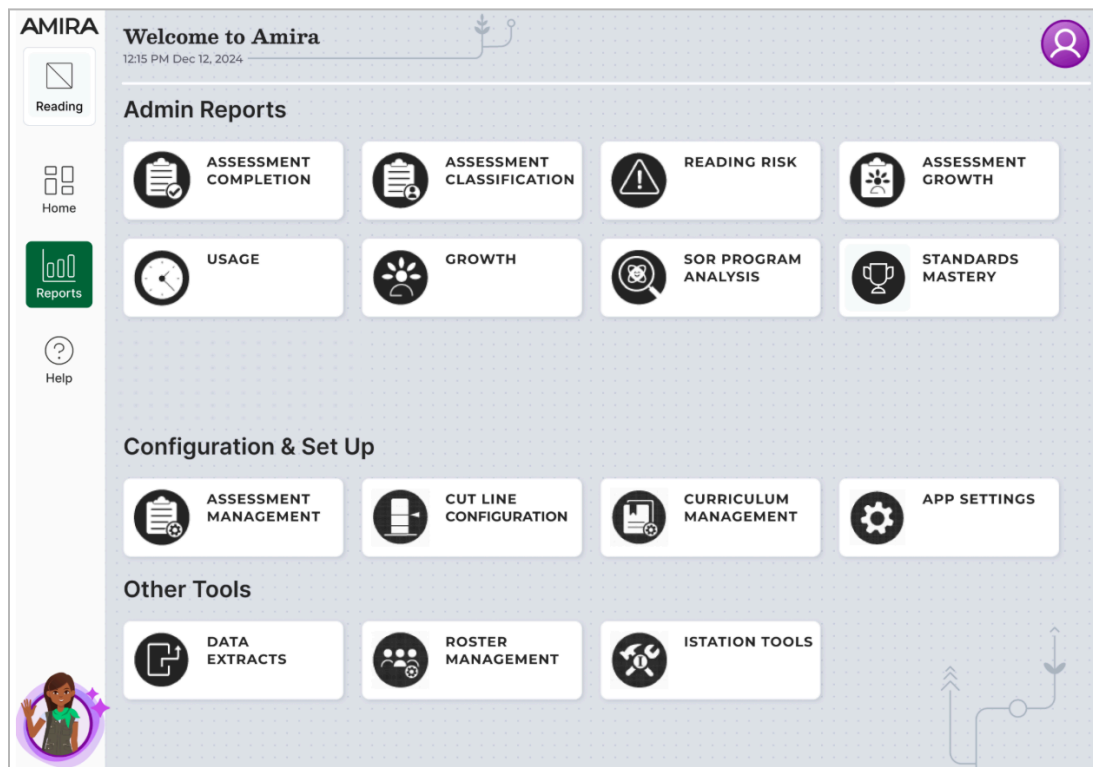 AMIRA
Reading
Home
Reports
Help
Welcome to Amira
12:15 PM Dec 12, 2024
Admin Reports
ASSESSMENT
COMPLETION
ASSESSMENT
CLASSIFICATION
READING RISK
ASSESSMENT
GROWTH
USAGE
GROWTH
SOR PROGRAM
ANALYSIS
STANDARDS
MASTERY
Configuration & Set Up
ASSESSMENT
MANAGEMENT
CUT LINE
CONFIGURATION
CURRICULUM
MANAGEMENT
APP SETTINGS
Other Tools
DATA
EXTRACTS
ROSTER
MANAGEMENT
ISTATION TOOLS